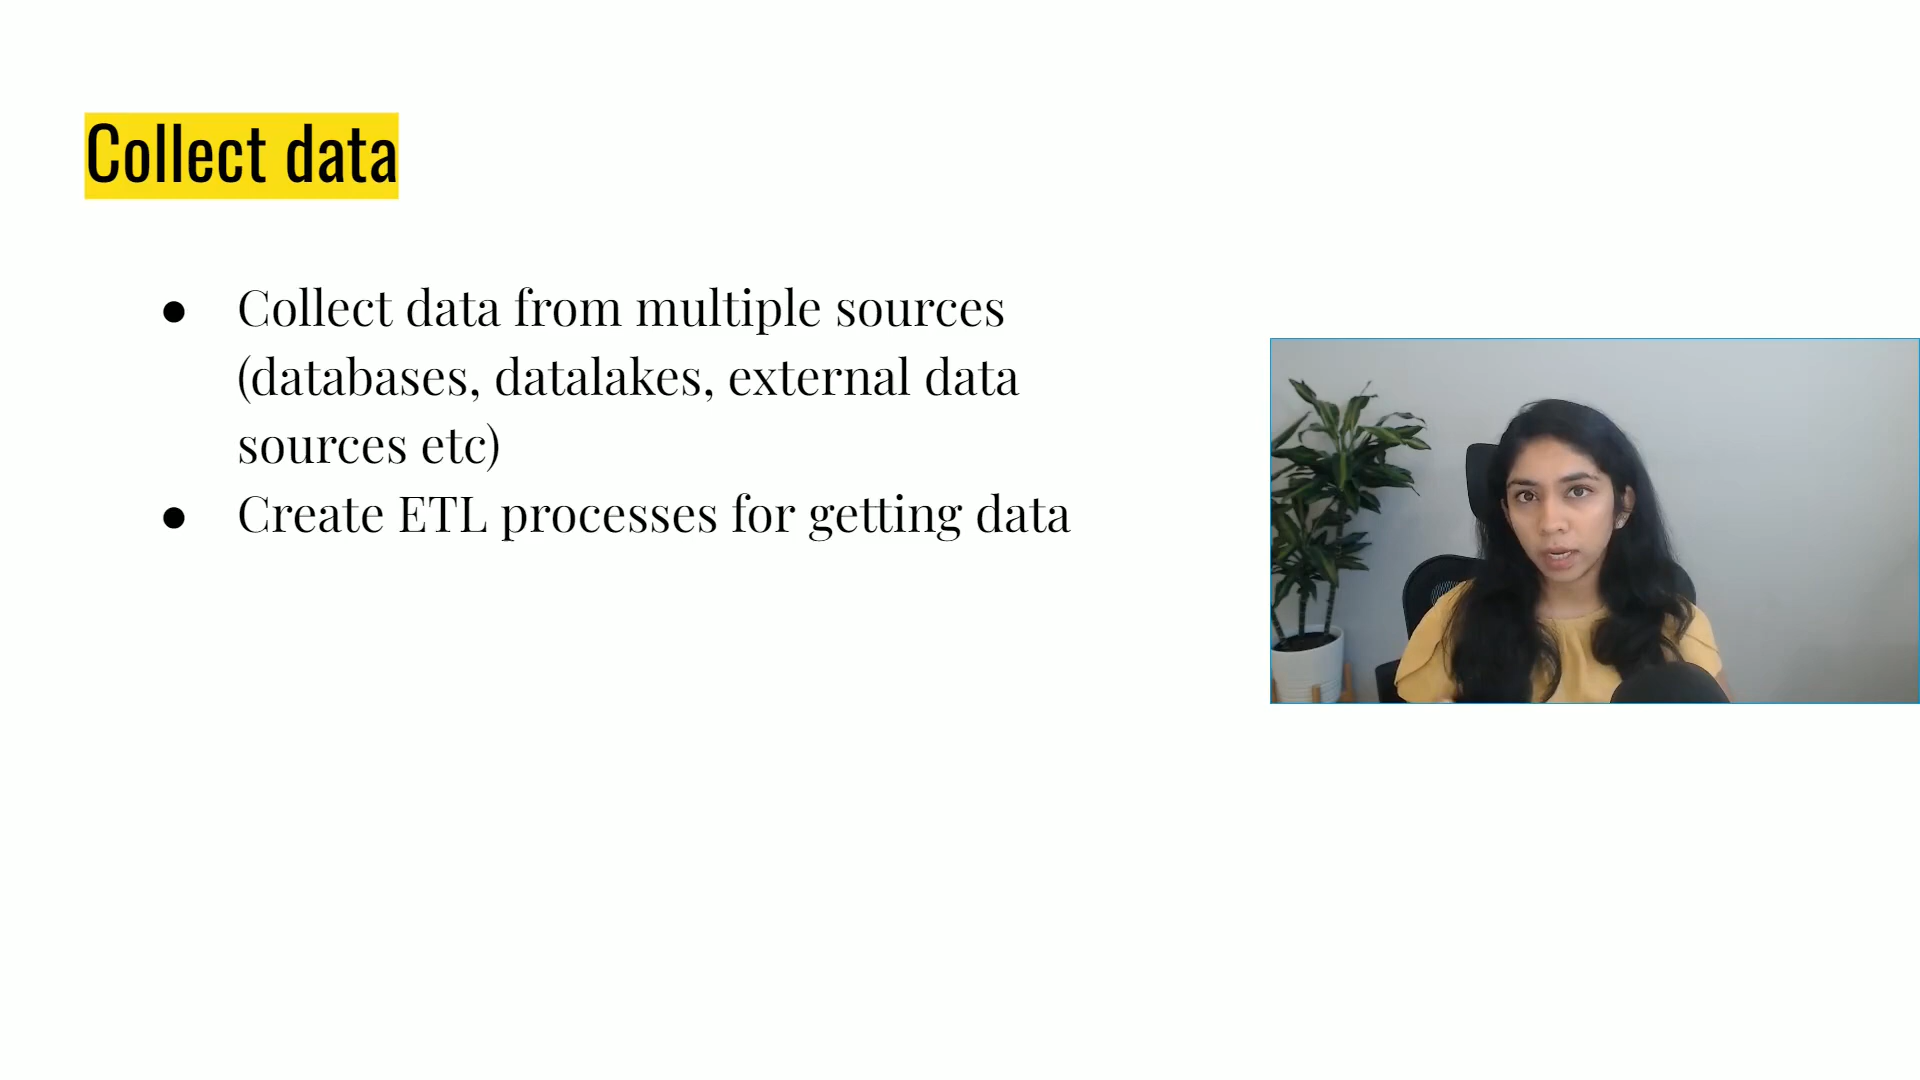 Collect data
● Collect data from multiple sources
(databases, datalakes, external data
sources etc)
● Create ETL processes for getting data